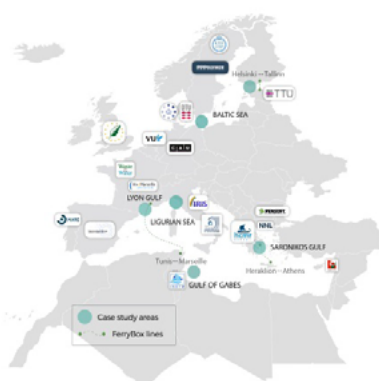 Helsinki—Tallinn
TTU
BALTIC SEA
VU
LYON GULF
LIGURIAN SEA
NNL
SARONIKOS GULF
Tunis—Marseille
Heraklion—Athens
GULF OF GABES
Case study areas
FerryBox lines